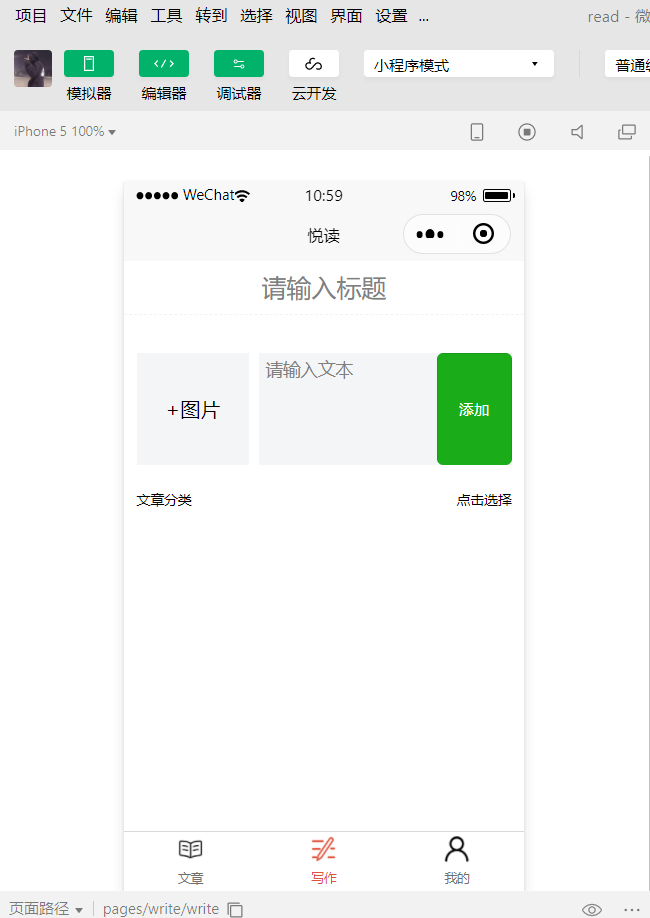 项目 文件 编辑 工具 转到 选择 视图 界面 设置 ... read - 微
模拟器 编辑器 调试器 云开发 小程序模式 普通编
iPhone 5 100%
WeChat 10:59 98%
悦读
请输入标题
+图片 请输入文本 添加
文章分类 点击选择
文章 写作 我的
页面路径 pages/write/write